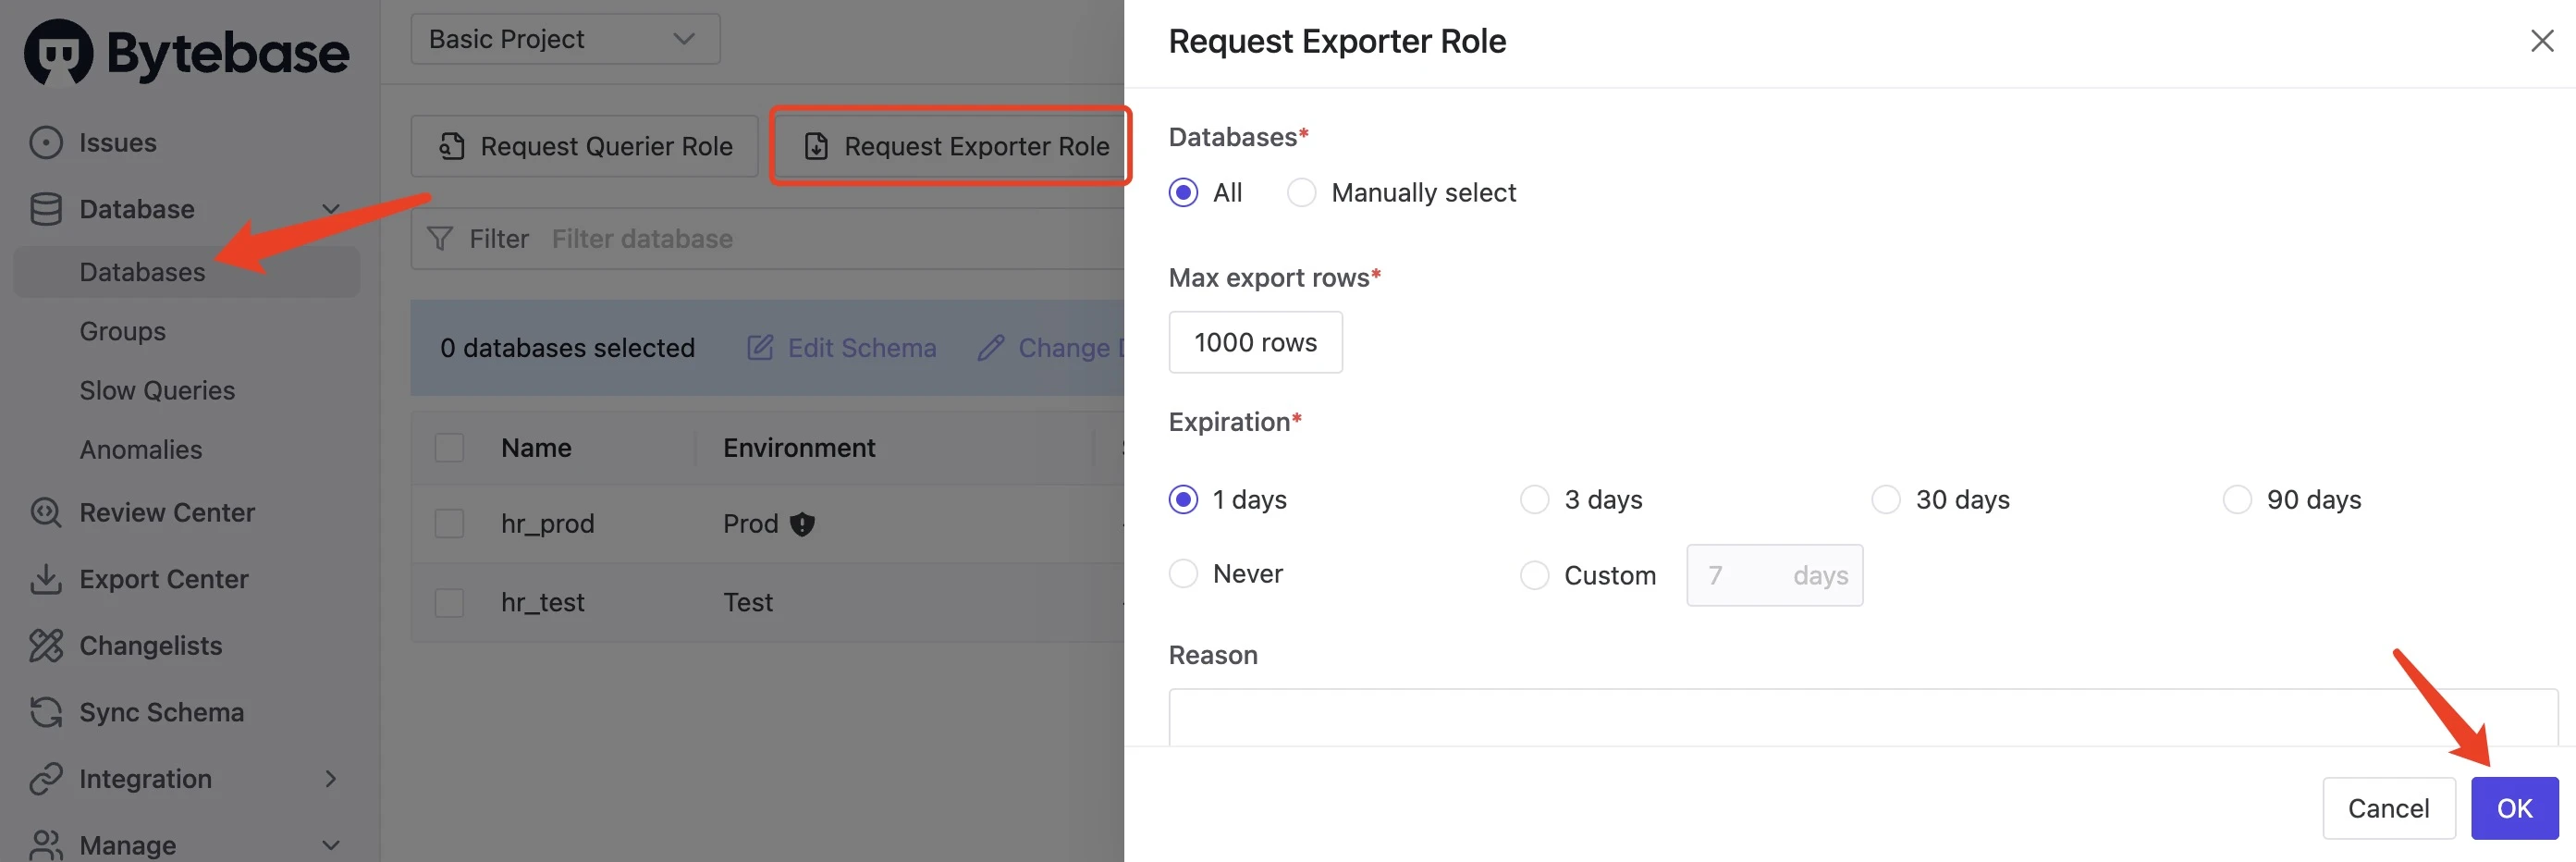 Bytebase
Issues
Database
Databases
Groups
Slow Queries
Anomalies
Review Center
Export Center
Changelists
Sync Schema
Integration
Manage
Basic Project
Request Querier Role
Request Exporter Role
Filter Filter database
0 databases selected Edit Schema Change
Name Environment
hr_prod Prod
hr_test Test
Request Exporter Role
Databases*
All Manually select
Max export rows*
1000 rows
Expiration*
1 days 3 days 30 days 90 days
Never Custom 7 days
Reason
Cancel OK